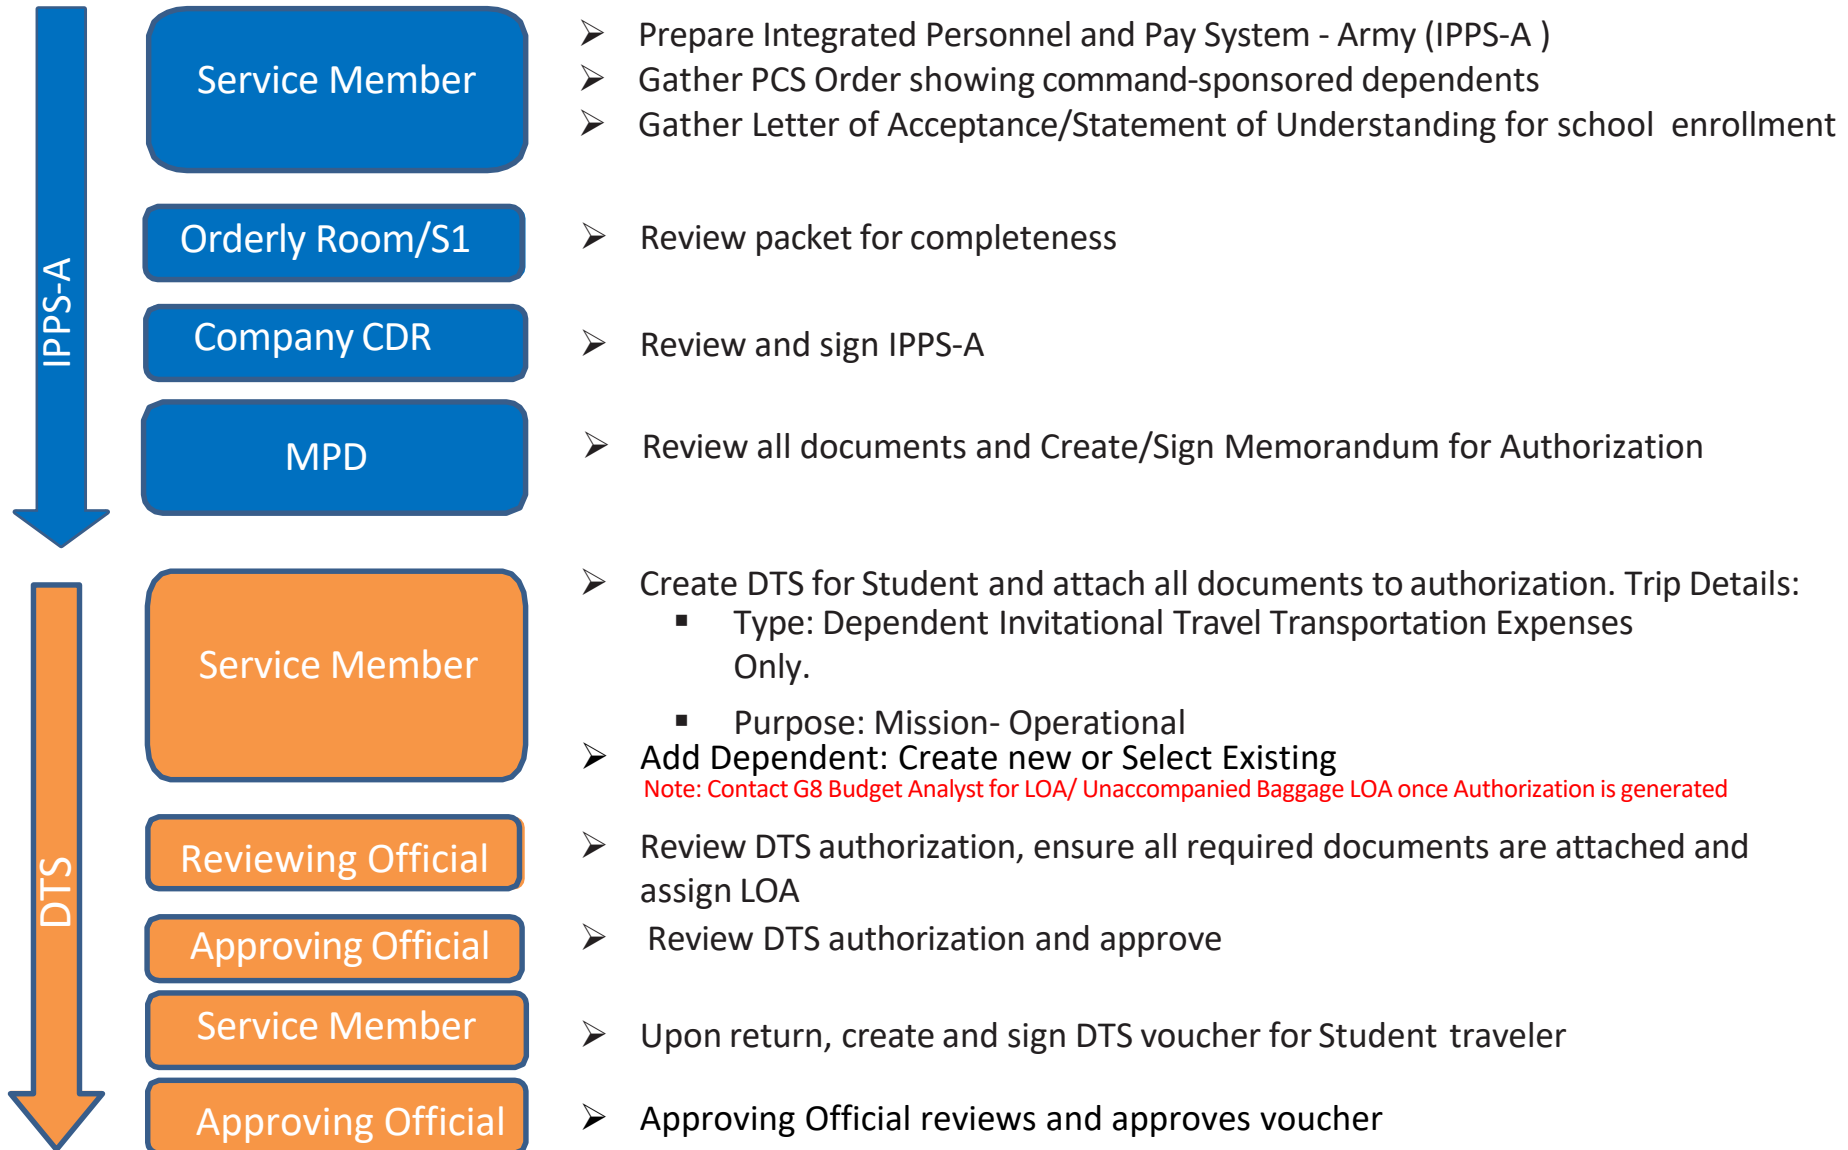 IPPS-A
Service Member
➢ Prepare Integrated Personnel and Pay System - Army (IPPS-A )
➢ Gather PCS Order showing command-sponsored dependents
➢ Gather Letter of Acceptance/Statement of Understanding for school enrollment
Orderly Room/S1
➢ Review packet for completeness
Company CDR
➢ Review and sign IPPS-A
MPD
➢ Review all documents and Create/Sign Memorandum for Authorization
DTS
Service Member
➢ Create DTS for Student and attach all documents to authorization. Trip Details:
▪ Type: Dependent Invitational Travel Transportation Expenses
Only.
▪ Purpose: Mission- Operational
➢ Add Dependent: Create new or Select Existing
Note: Contact G8 Budget Analyst for LOA/ Unaccompanied Baggage LOA once Authorization is generated
Reviewing Official
➢ Review DTS authorization, ensure all required documents are attached and
assign LOA
Approving Official
➢ Review DTS authorization and approve
Service Member
➢ Upon return, create and sign DTS voucher for Student traveler
Approving Official
➢ Approving Official reviews and approves voucher